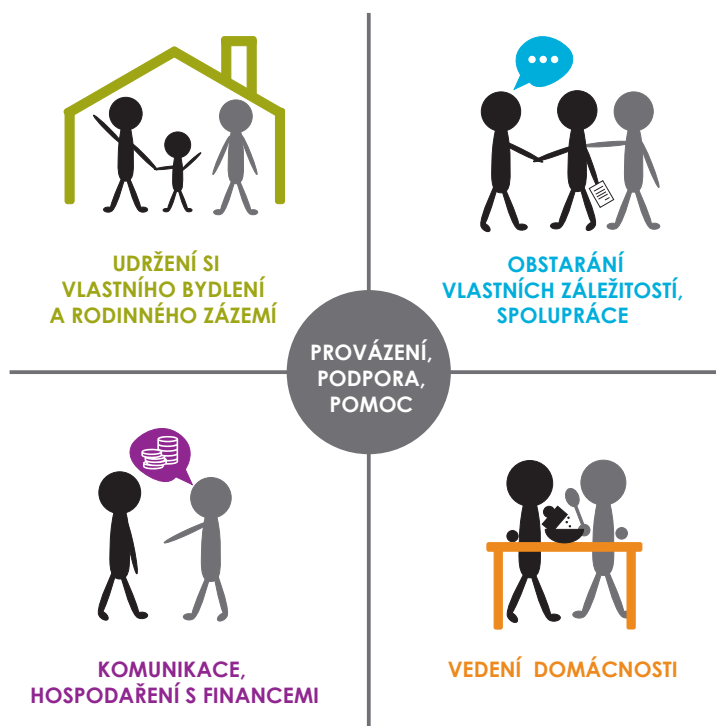 UDRŽENÍ SI
VLASTNÍHO BYDLENÍ
A RODINNÉHO ZÁZEMÍ
OBSTARÁNÍ
VLASTNÍCH ZÁLEŽITOSTÍ,
SPOLUPRÁCE
PROVÁZENÍ,
PODPORA,
POMOC
KOMUNIKACE,
HOSPODAŘENÍ S FINANCEMI
VEDENÍ DOMÁCNOSTI